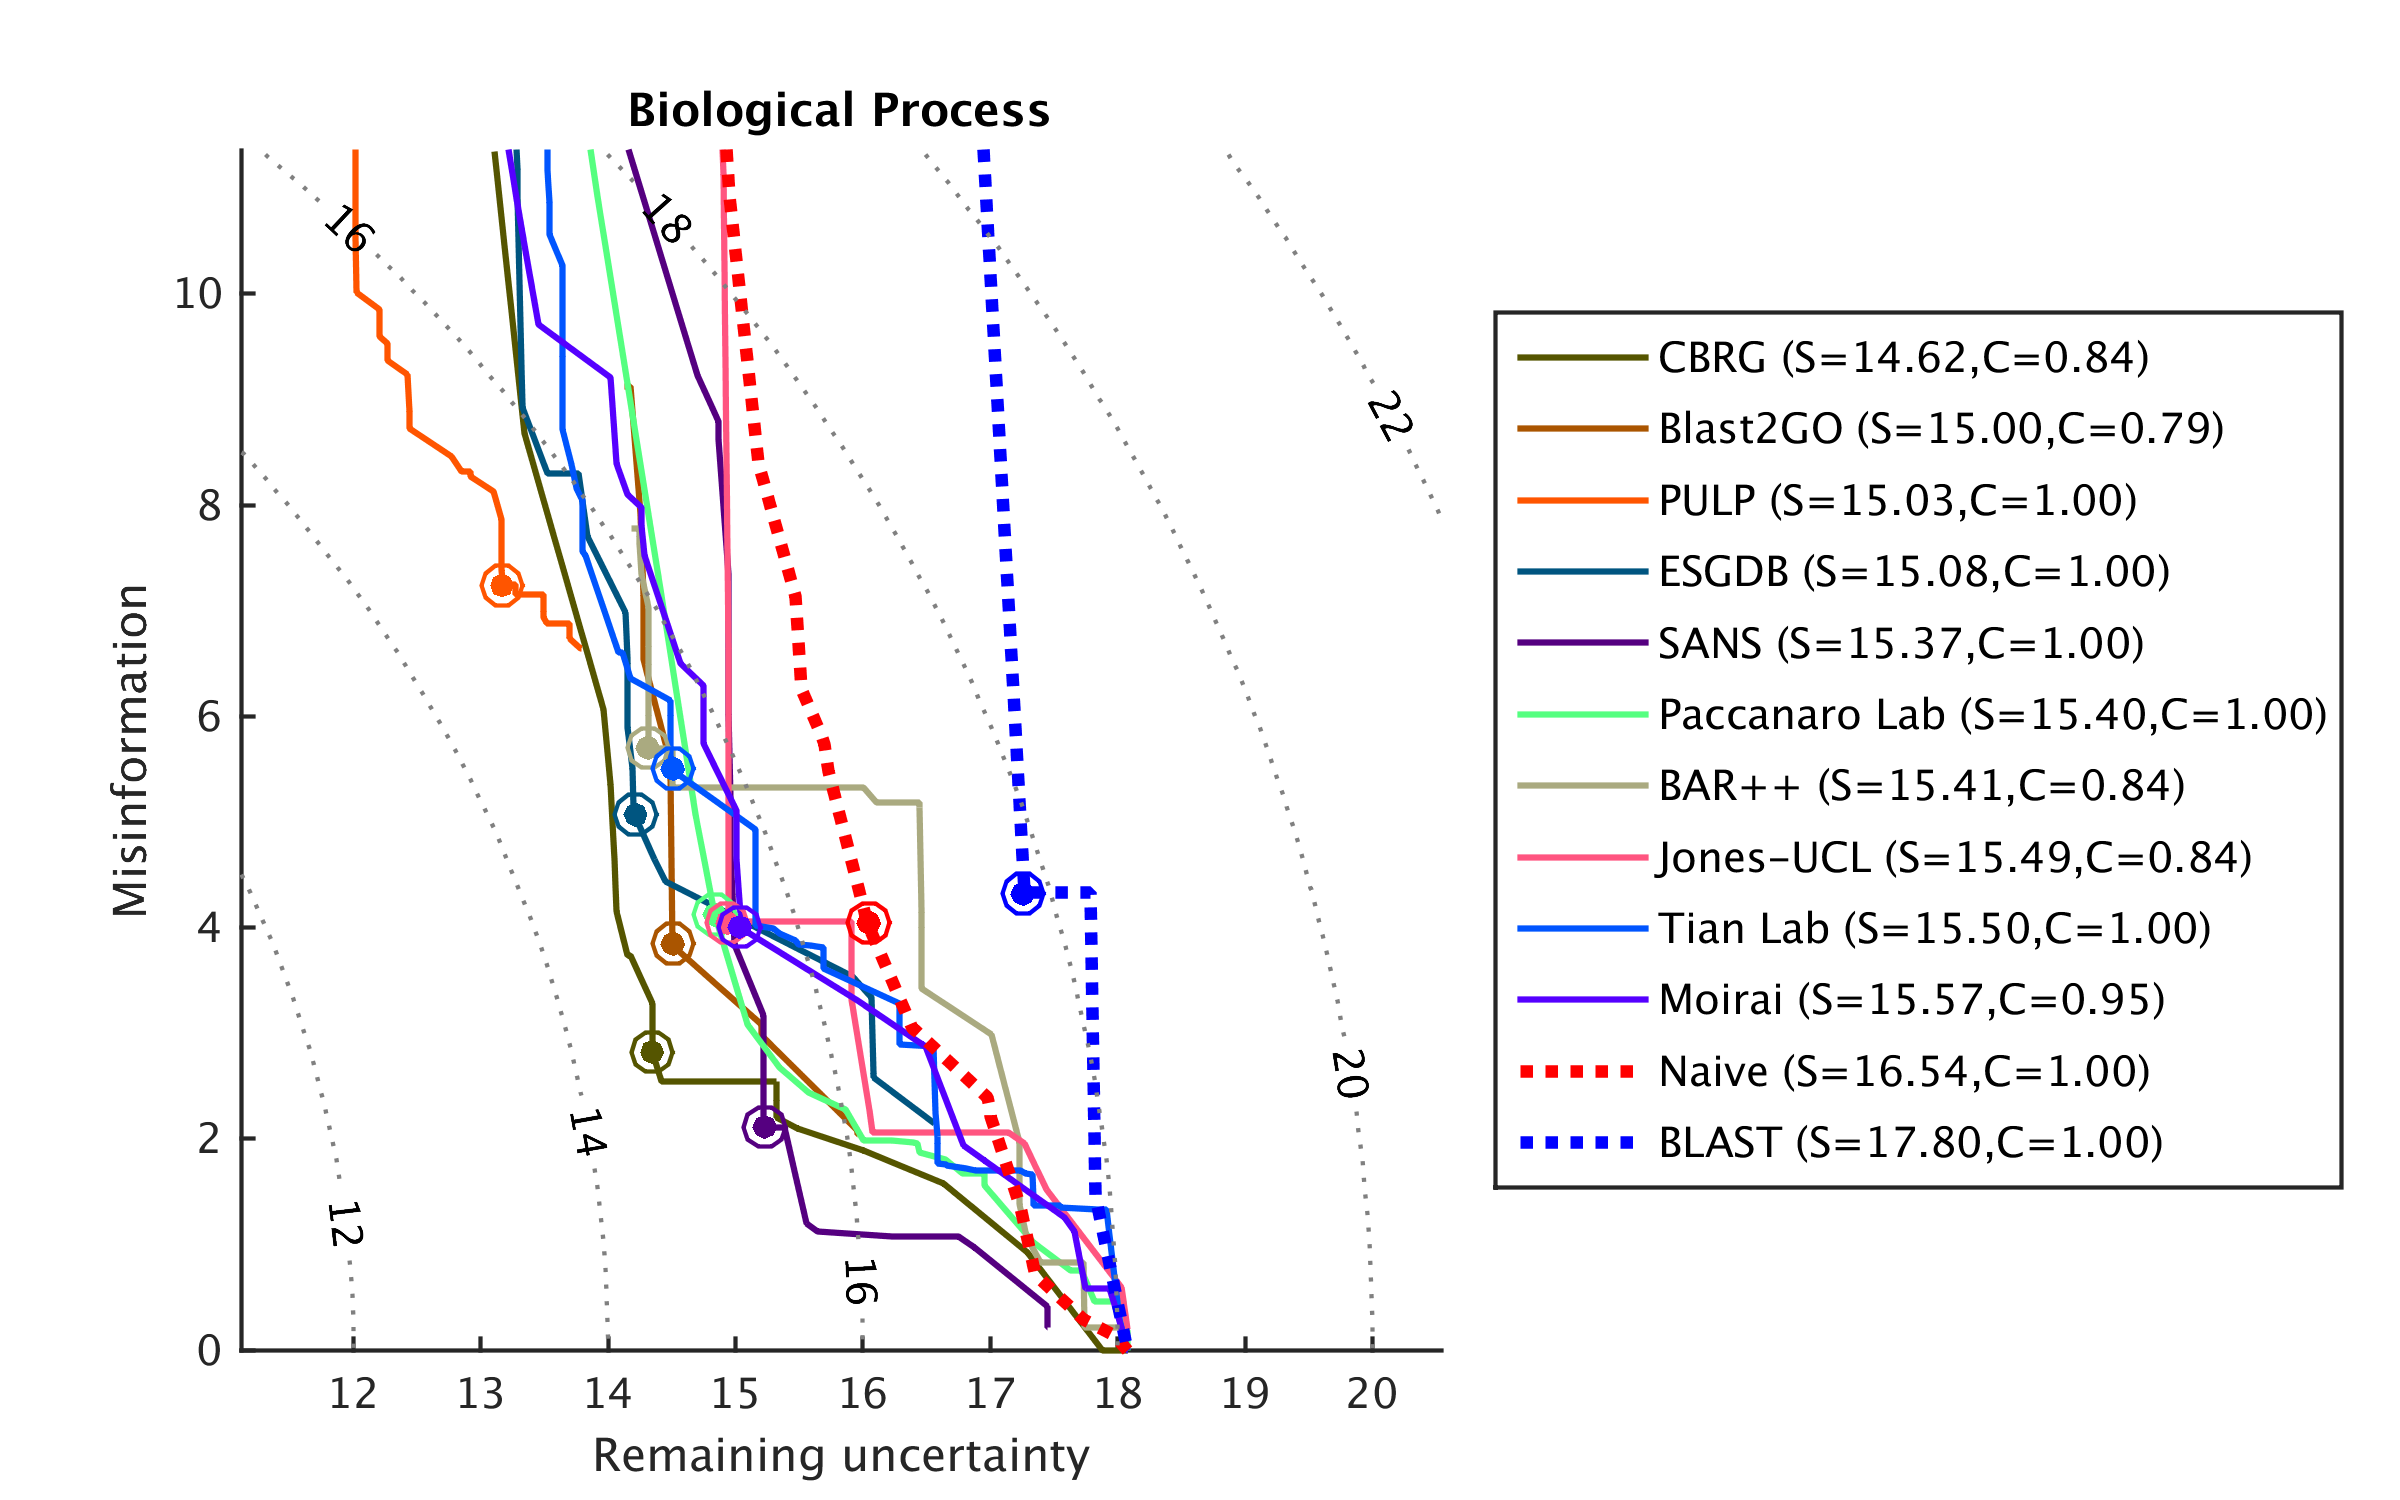 Biological Process
Misinformation
10
8
6
4
2
0
12
13
14
15
16
17
18
19
20
Remaining uncertainty
16
18
22
20
14
12
16
CBRG (S=14.62,C=0.84)
Blast2GO (S=15.00,C=0.79)
PULP (S=15.03,C=1.00)
ESGDB (S=15.08,C=1.00)
SANS (S=15.37,C=1.00)
Paccanaro Lab (S=15.40,C=1.00)
BAR++ (S=15.41,C=0.84)
Jones-UCL (S=15.49,C=0.84)
Tian Lab (S=15.50,C=1.00)
Moirai (S=15.57,C=0.95)
Naive (S=16.54,C=1.00)
BLAST (S=17.80,C=1.00)